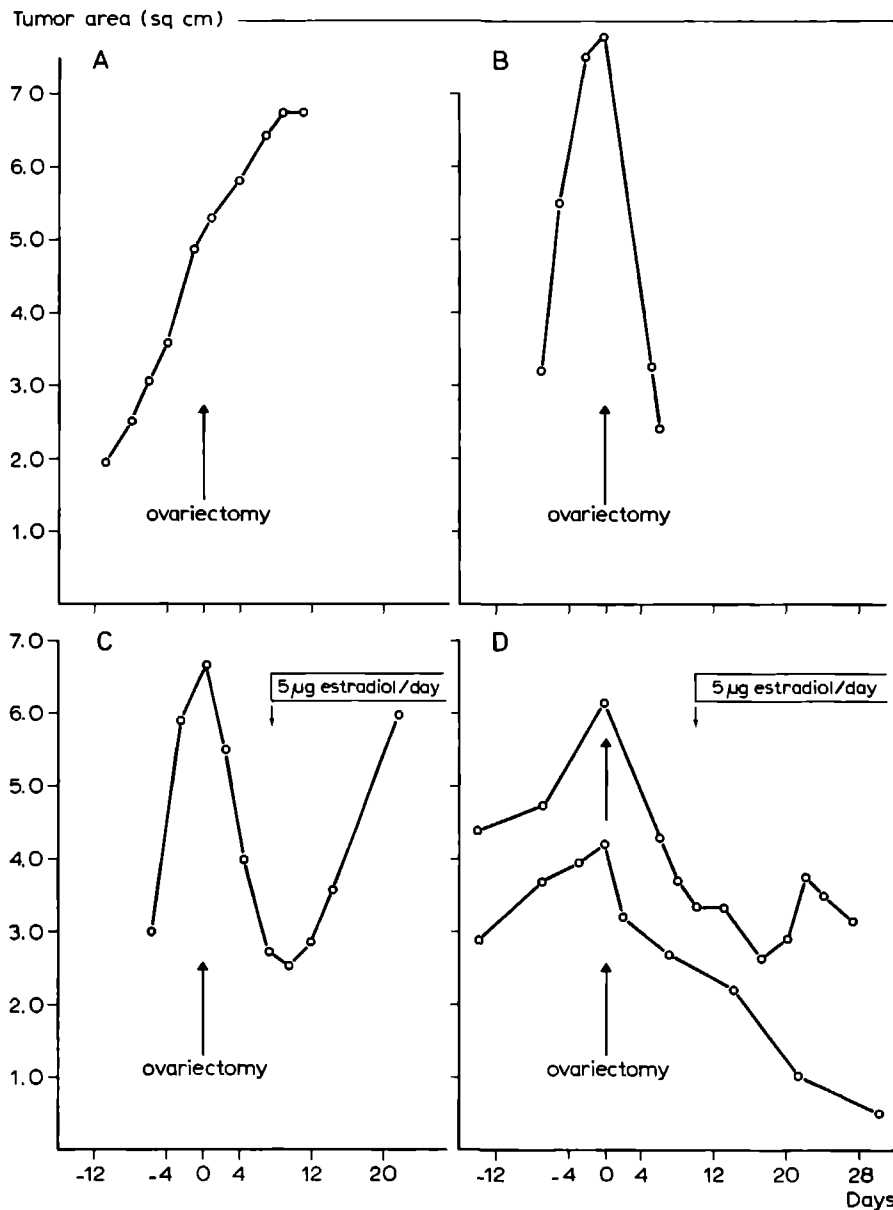 Tumor area (sq cm)
A
B
7.0
6.0
5.0
4.0
3.0
2.0
1.0
ovariectomy
ovariectomy
C
D
7.0
6.0
5.0
4.0
3.0
2.0
1.0
5 µg estradiol/day
5 µg estradiol/day
ovariectomy
ovariectomy
-12 -4 0 4 12 20
-12 -4 0 4 12 20 28
Days